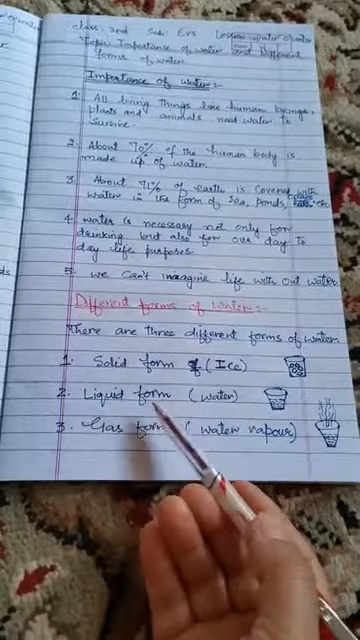 class, 2nd Sub: Evs Lesson water
Topic: Importance of water and Different
forms of water.
Importance of water:-
1. All living things like human beings,
plants and animals need water to
survive.
2. About 70% of the human body is
made up of water.
3. About 71% of earth is covered with
water in the form of sea, ponds, etc
4. water is necessary not only for
drinking but also for our day to
day life purposes.
5. we can't imagine life with out water.
Different forms of water:-
There are three different forms of water.
1. Solid form (Ice)
2. Liquid form (water)
3. Gas form (water vapour)